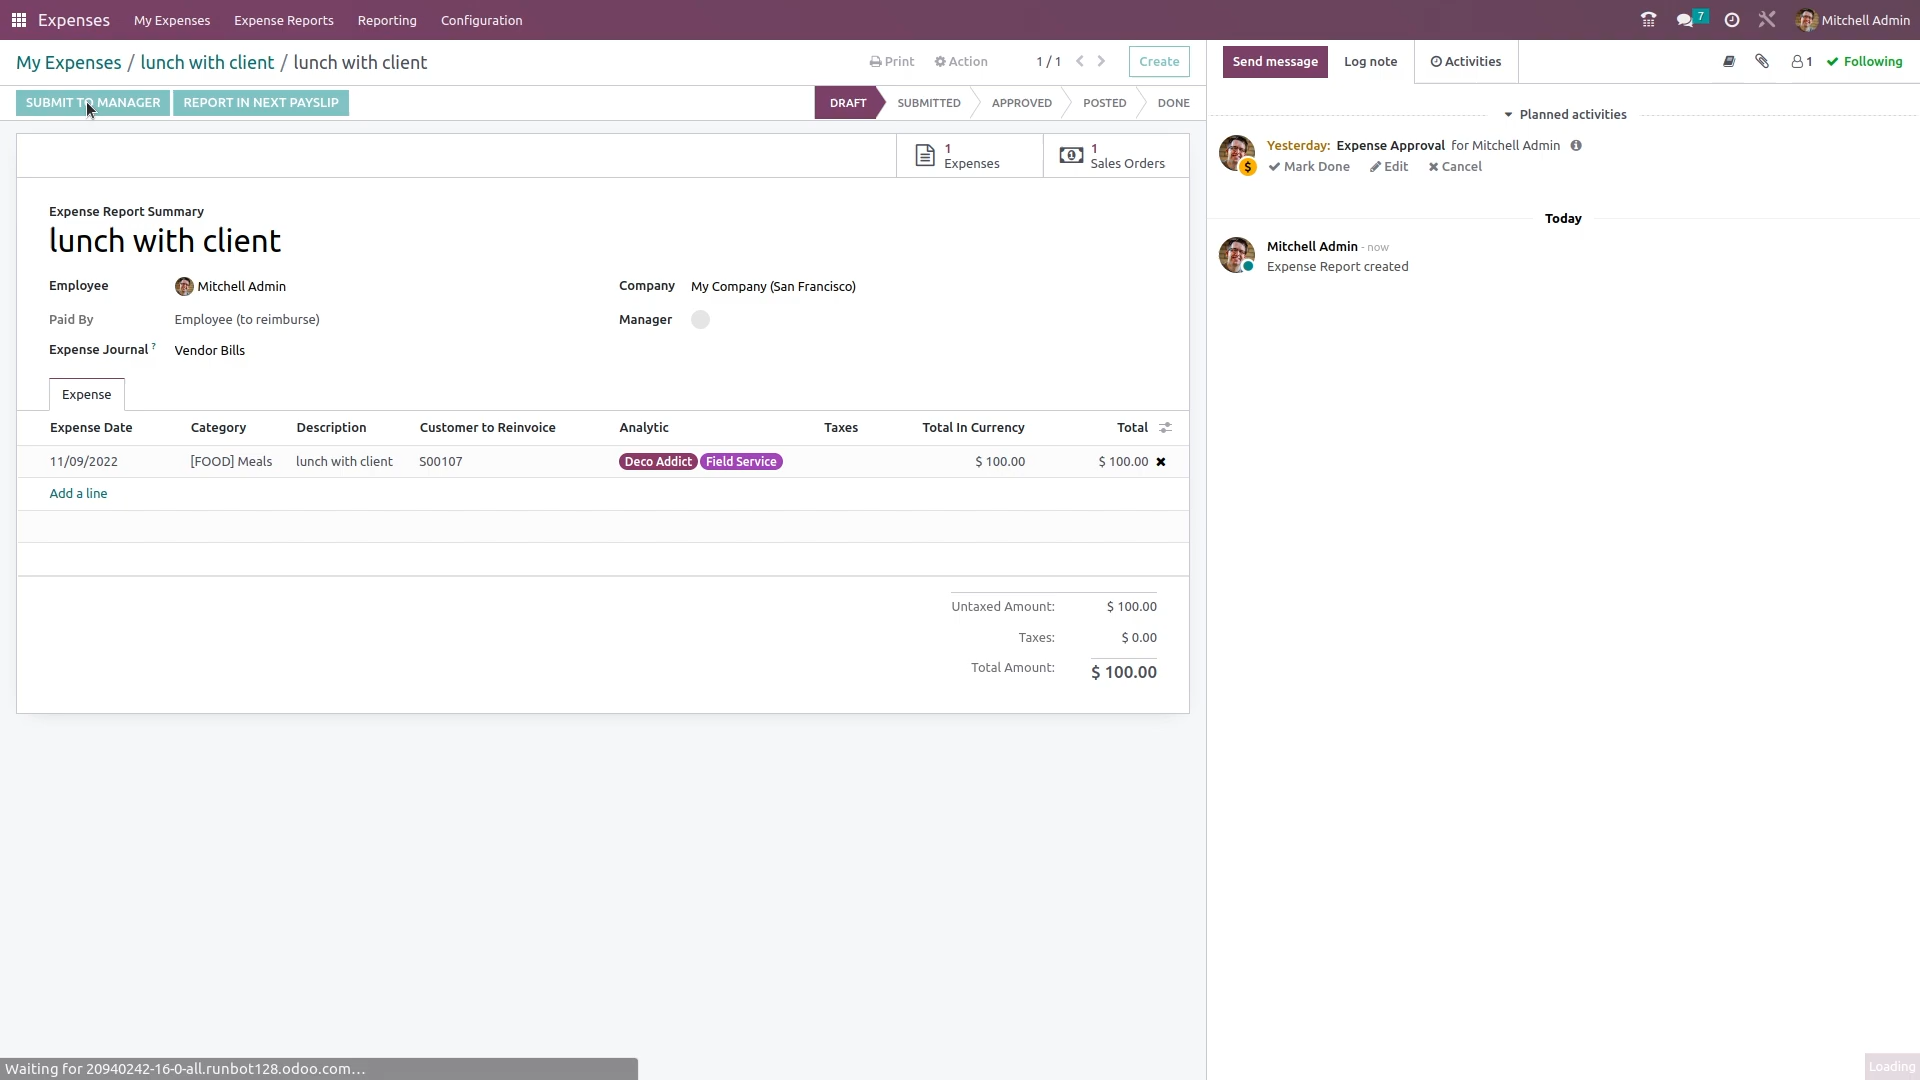 Expenses My Expenses Expense Reports Reporting Configuration 7 Mitchell Admin
My Expenses / lunch with client / lunch with client Print Action 1 / 1 Create
SUBMIT TO MANAGER REPORT IN NEXT PAYSLIP DRAFT SUBMITTED APPROVED POSTED DONE
1 Expenses
1 Sales Orders
Expense Report Summary
lunch with client
Employee Mitchell Admin Company My Company (San Francisco)
Paid By Employee (to reimburse) Manager
Expense Journal ? Vendor Bills
Expense
Expense Date Category Description Customer to Reinvoice Analytic Taxes Total In Currency Total
11/09/2022 [FOOD] Meals lunch with client S00107 Deco Addict Field Service $ 100.00 $ 100.00
Add a line
Untaxed Amount: $ 100.00
Taxes: $ 0.00
Total Amount: $ 100.00
Send message Log note Activities 1 Following
Planned activities
Yesterday: Expense Approval for Mitchell Admin
$
Mark Done Edit Cancel
Today
Mitchell Admin - now
Expense Report created
Waiting for 20940242-16-0-all.runbot128.odoo.com...
Loading